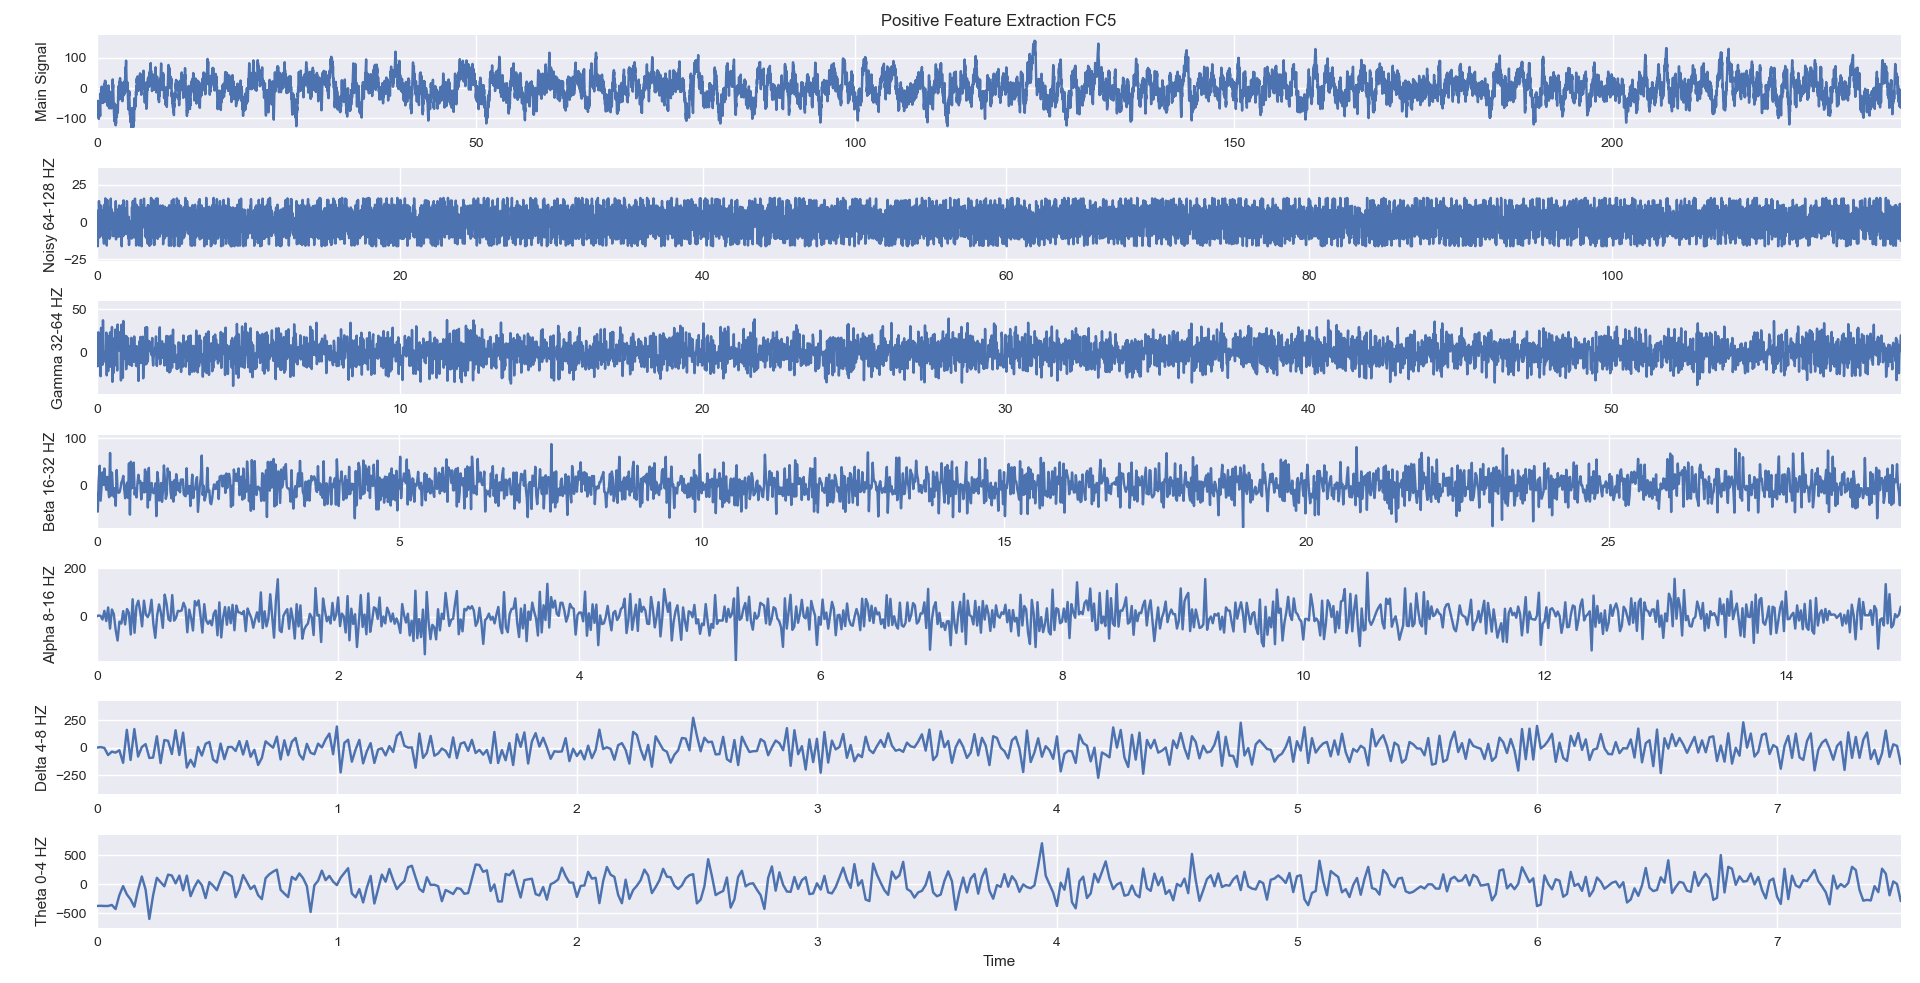 Positive Feature Extraction FC5
Main Signal
100
0
−100
0 50 100 150 200
Noisy 64-128 HZ
25
0
−25
0 20 40 60 80 100
Gamma 32-64 HZ
50
0
0 10 20 30 40 50
Beta 16-32 HZ
100
0
0 5 10 15 20 25
Alpha 8-16 HZ
200
0
0 2 4 6 8 10 12 14
Delta 4-8 HZ
250
0
−250
0 1 2 3 4 5 6 7
Theta 0-4 HZ
500
0
−500
0 1 2 3 4 5 6 7
Time